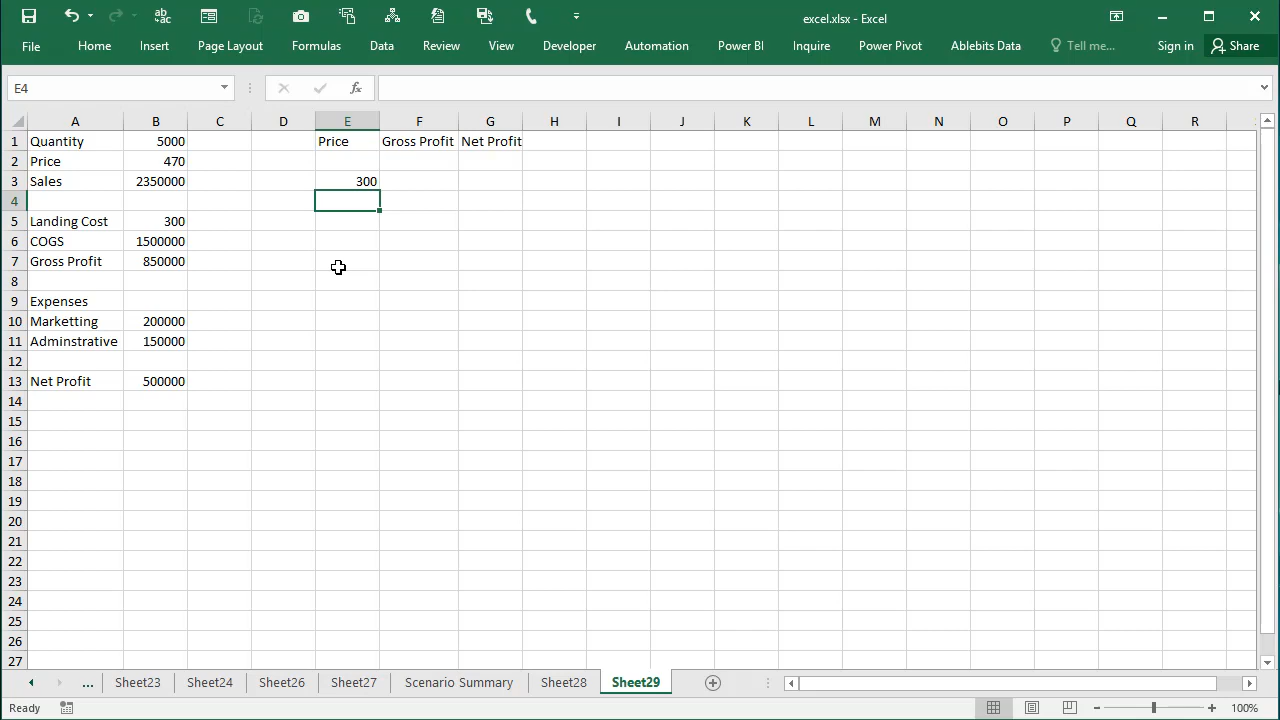 excel.xlsx - Excel
File Home Insert Page Layout Formulas Data Review View Developer Automation Power BI Inquire Power Pivot Ablebits Data Tell me... Sign in Share
E4 fx
A B C D E F G H I J K L M N O P Q R
1 Quantity 5000 Price Gross Profit Net Profit
2 Price 470
3 Sales 2350000 300
4
5 Landing Cost 300
6 COGS 1500000
7 Gross Profit 850000
8
9 Expenses
10 Marketting 200000
11 Adminstrative 150000
12
13 Net Profit 500000
14
15
16
17
18
19
20
21
22
23
24
25
26
27
... Sheet23 Sheet24 Sheet26 Sheet27 Scenario Summary Sheet28 Sheet29
Ready 100%